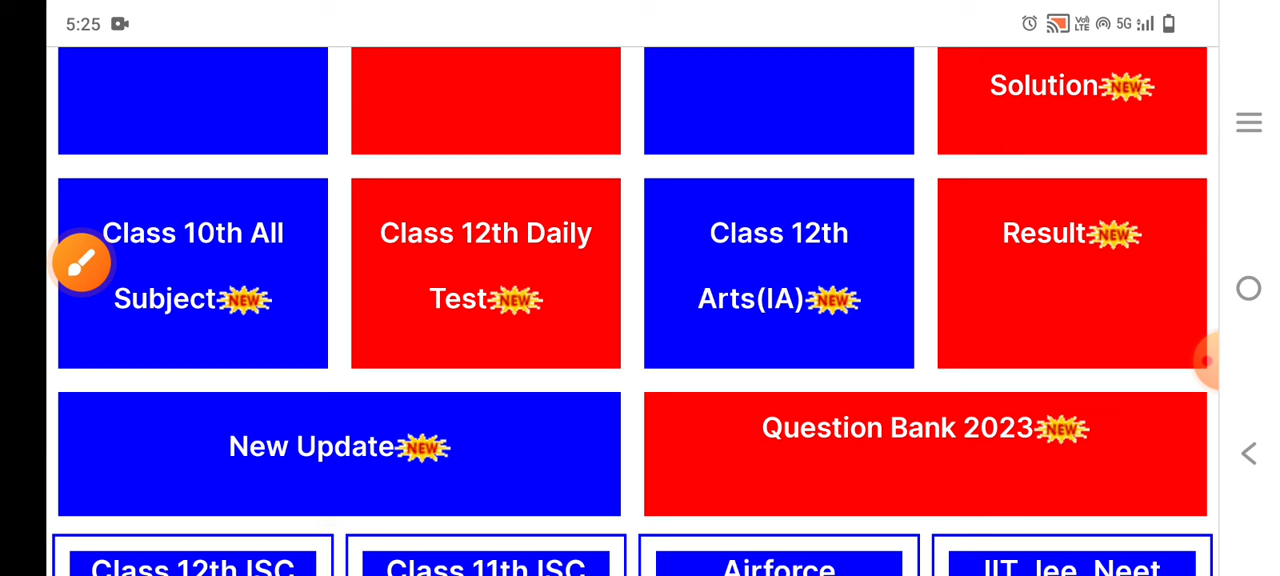 5:25
Vo) LTE 5G
Solution NEW
Class 10th All
Subject NEW
Class 12th Daily
Test NEW
Class 12th
Arts(IA) NEW
Result NEW
New Update NEW
Question Bank 2023 NEW
Class 12th ISC
Class 11th ISC
Airforce
IIT, Jee, Neet